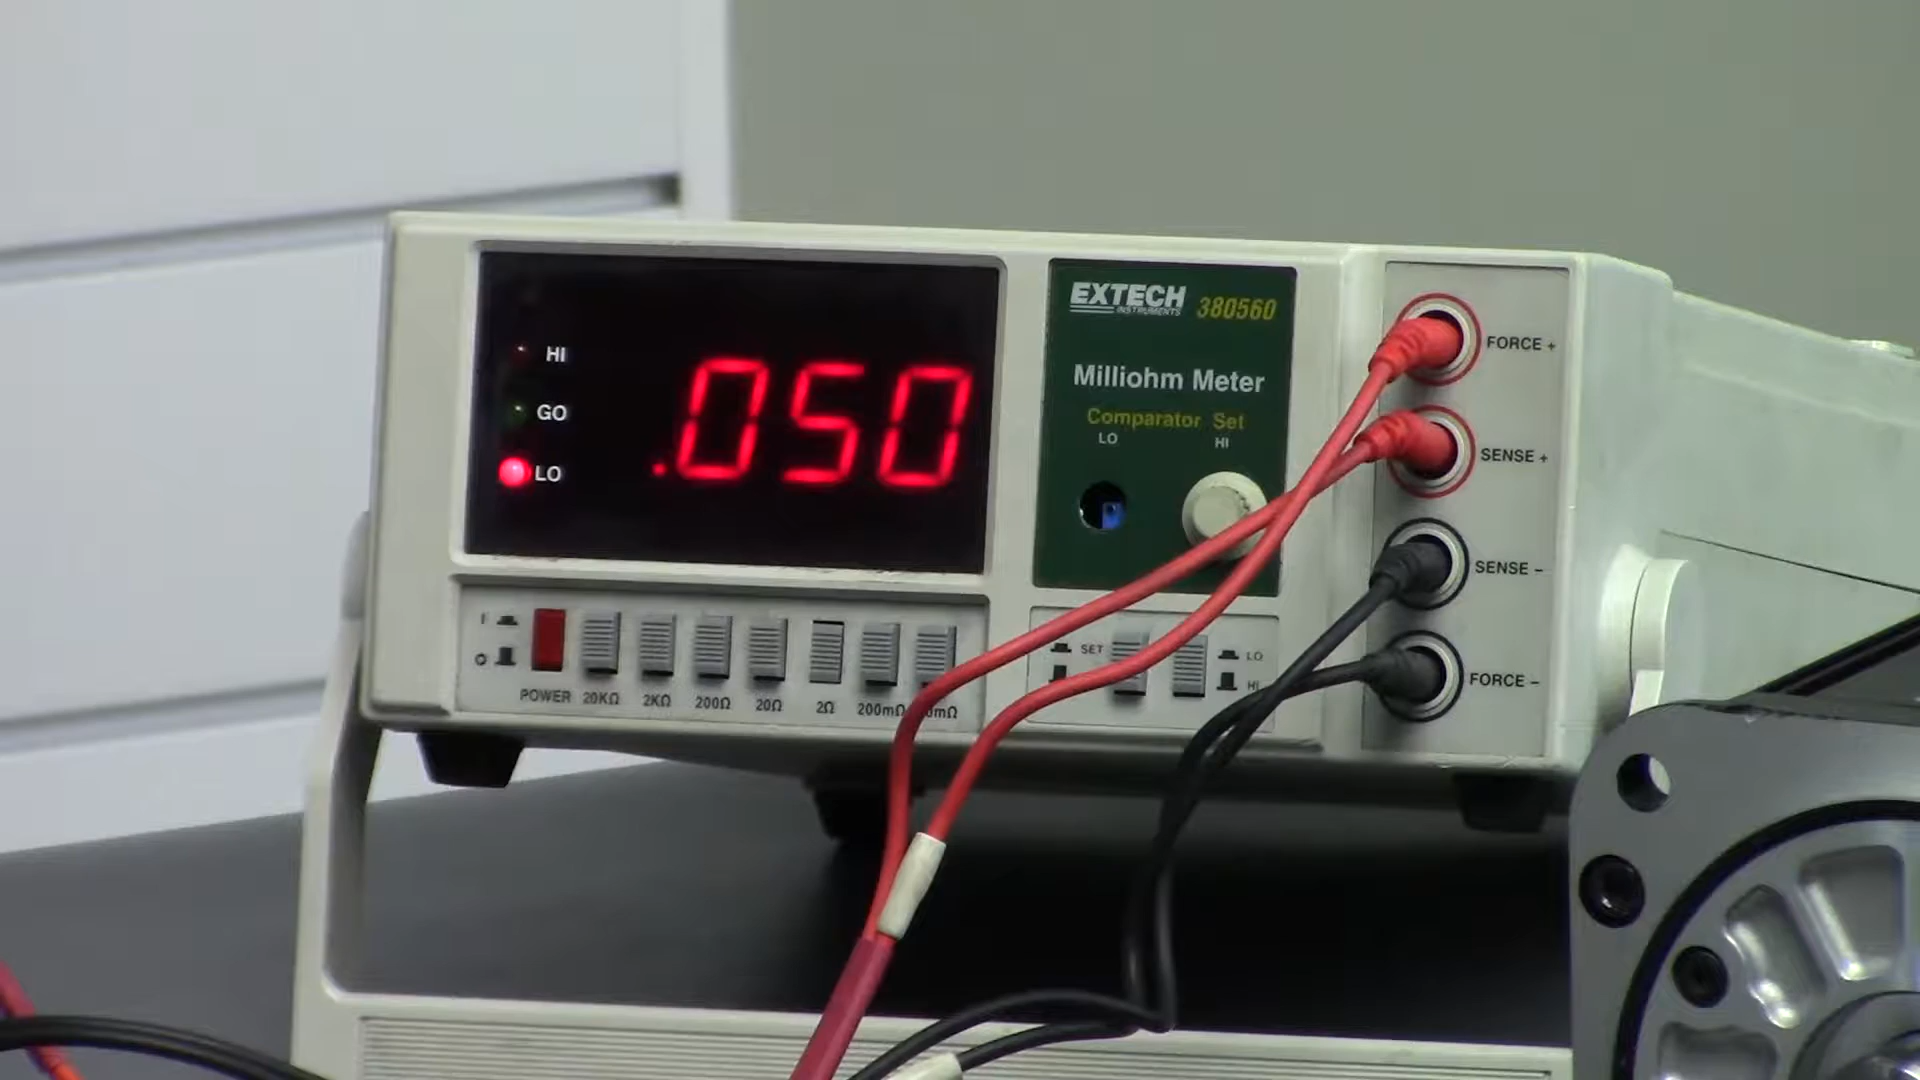 HI
GO
LO
.050
EXTECH
INSTRUMENTS
380560
Milliohm Meter
Comparator Set
LO HI
FORCE +
SENSE +
SENSE –
FORCE –
POWER 20KΩ 2KΩ 200Ω 20Ω 2Ω 200mΩ
SET
LO
HI